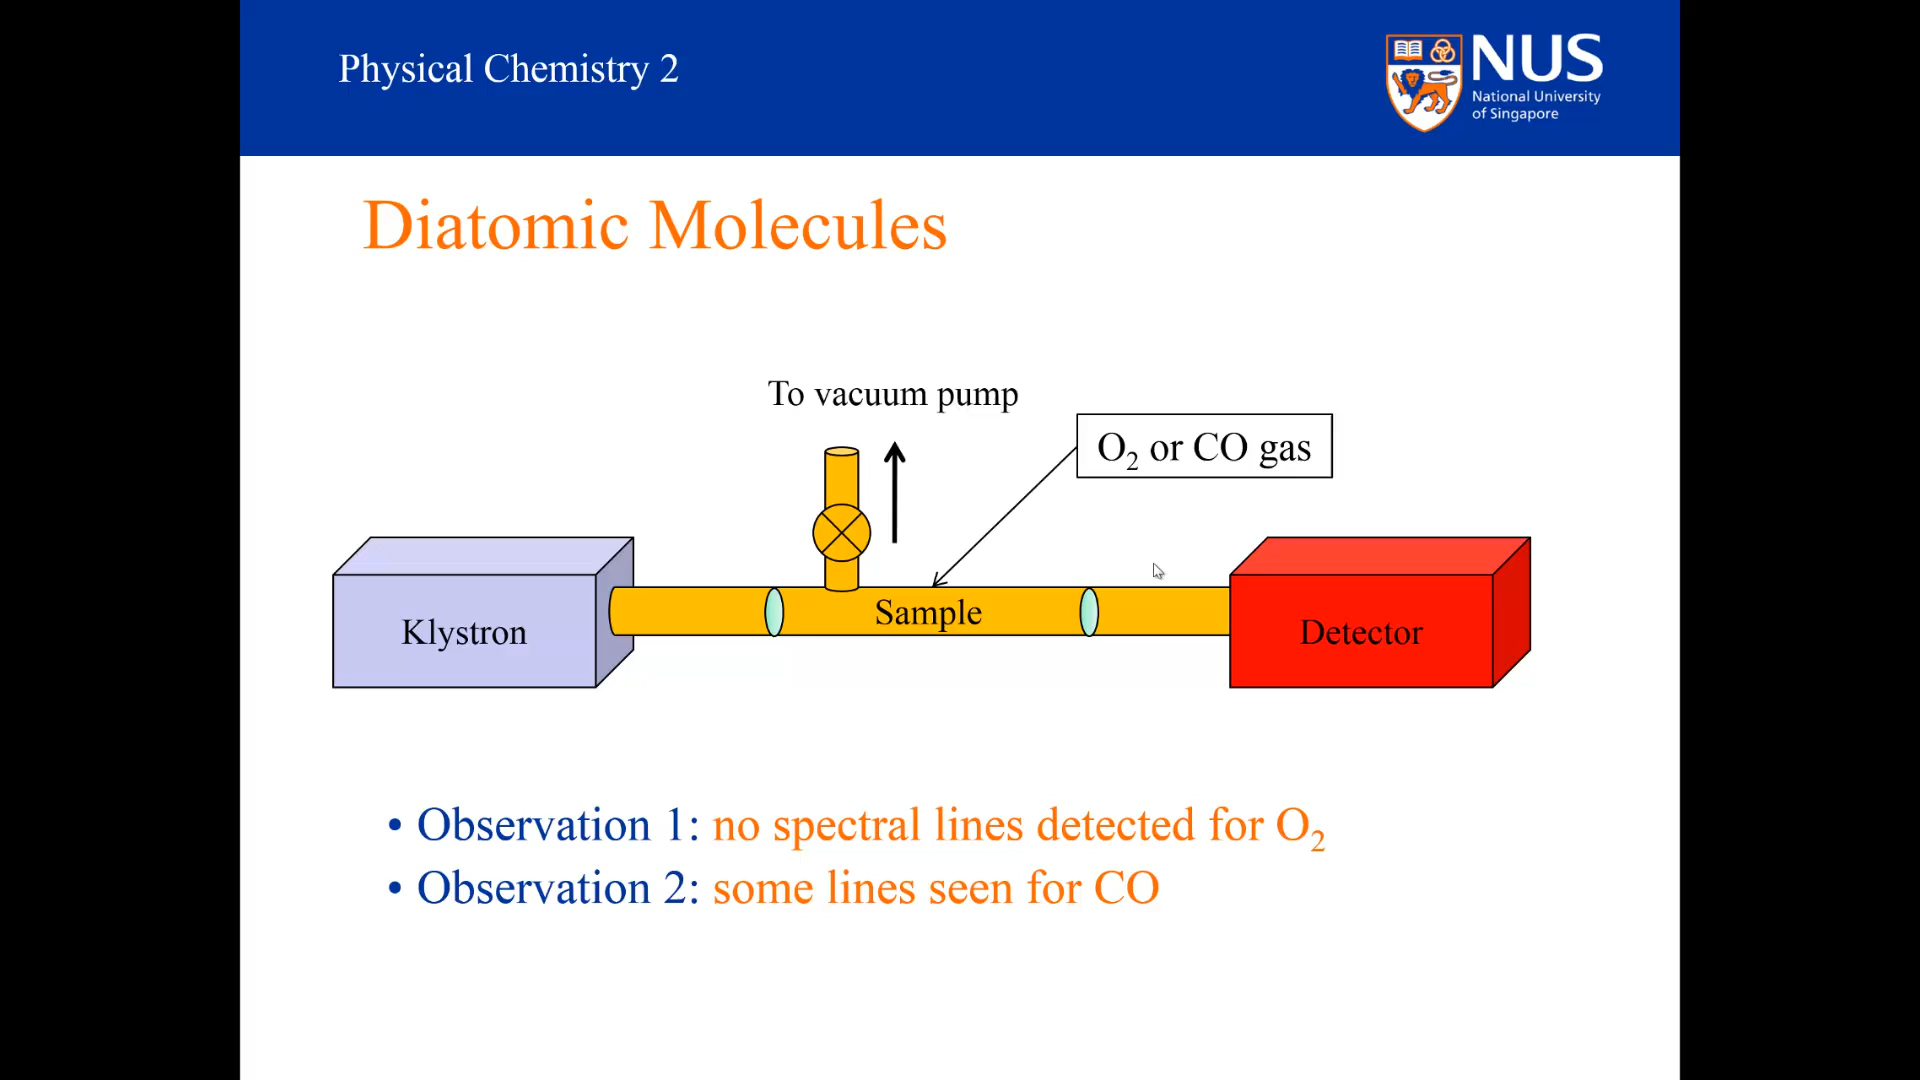 Physical Chemistry 2
NUS
National University
of Singapore
Diatomic Molecules
To vacuum pump
O₂ or CO gas
Klystron
Sample
Detector
• Observation 1: no spectral lines detected for O₂
• Observation 2: some lines seen for CO